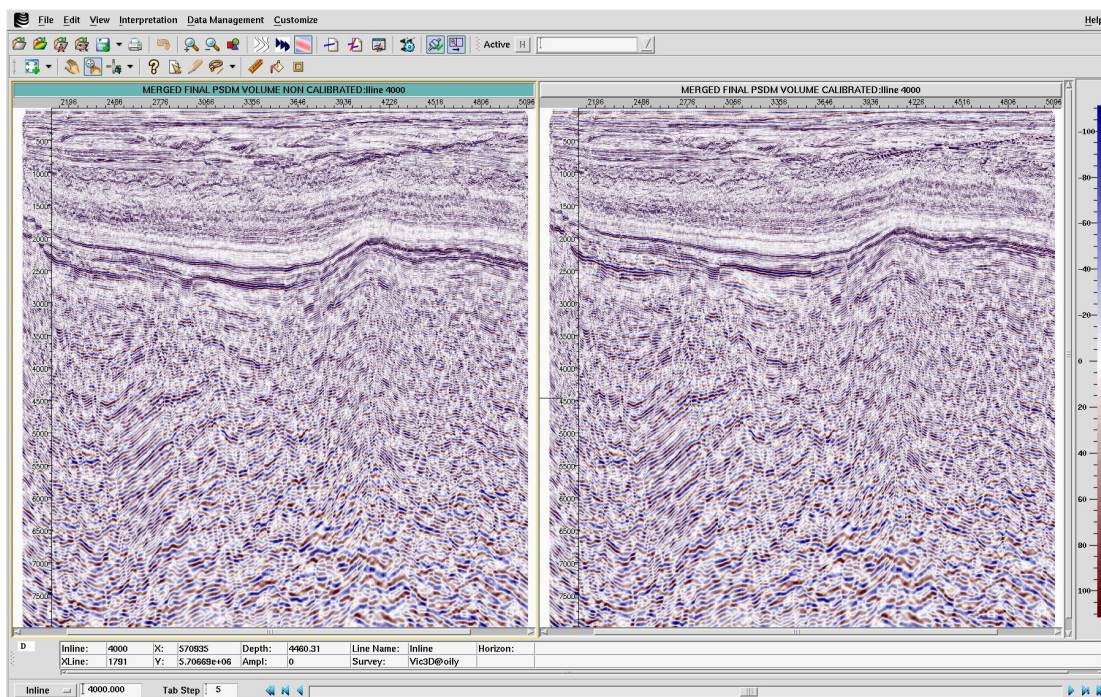 File Edit View Interpretation Data Management Customize Help
Active H
MERGED FINAL PSDM VOLUME NON CALIBRATED:Iline 4000
2196 2486 2776 3066 3356 3646 3936 4226 4516 4806 5096
500
1000
1500
2000
2500
3000
3500
4000
4500
5000
5500
6000
6500
7000
7500
MERGED FINAL PSDM VOLUME CALIBRATED:Iline 4000
2196 2486 2776 3066 3356 3646 3936 4226 4516 4806 5096
-100
-80
-60
-40
-20
0
20
40
60
80
100
D
Inline: 4000 X: 570935 Depth: 4460.31 Line Name: Inline Horizon:
XLine: 1791 Y: 5.70669e+06 Ampl: 0 Survey: Vic3D@oily
Inline 4000.000 Tab Step 5